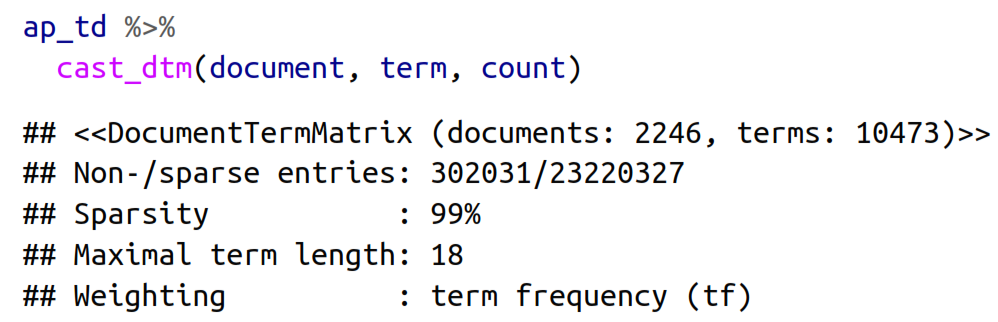 ap_td %>%
  cast_dtm(document, term, count)
## <<DocumentTermMatrix (documents: 2246, terms: 10473)>>
## Non-/sparse entries: 302031/23220327
## Sparsity           : 99%
## Maximal term length: 18
## Weighting          : term frequency (tf)